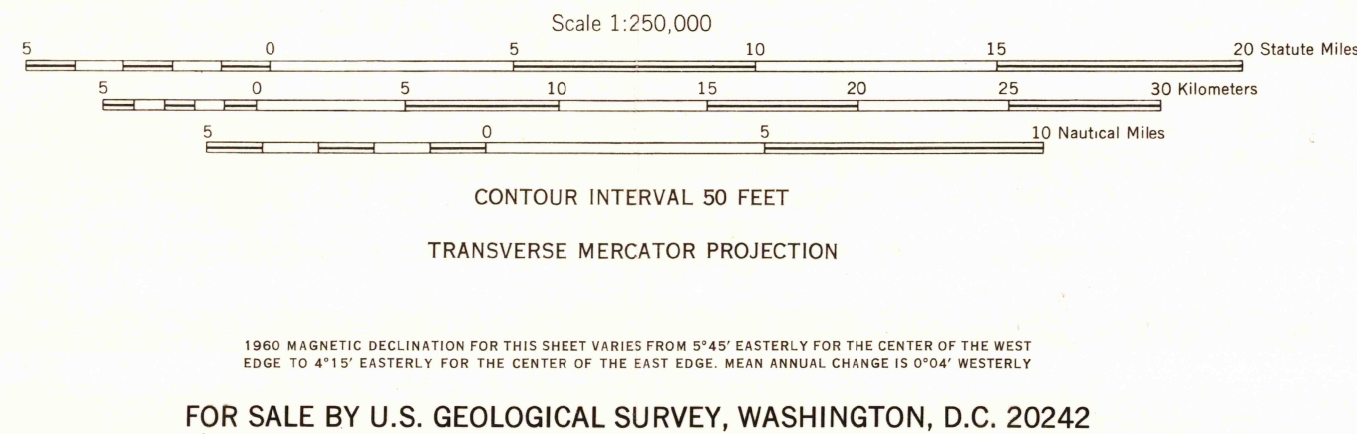 Scale 1:250,000
5 0 5 10 15 20 Statute Miles
5 0 5 10 15 20 25 30 Kilometers
5 0 5 10 Nautical Miles
CONTOUR INTERVAL 50 FEET
TRANSVERSE MERCATOR PROJECTION
1960 MAGNETIC DECLINATION FOR THIS SHEET VARIES FROM 5°45′ EASTERLY FOR THE CENTER OF THE WEST
EDGE TO 4°15′ EASTERLY FOR THE CENTER OF THE EAST EDGE. MEAN ANNUAL CHANGE IS 0°04′ WESTERLY
FOR SALE BY U.S. GEOLOGICAL SURVEY, WASHINGTON, D.C. 20242